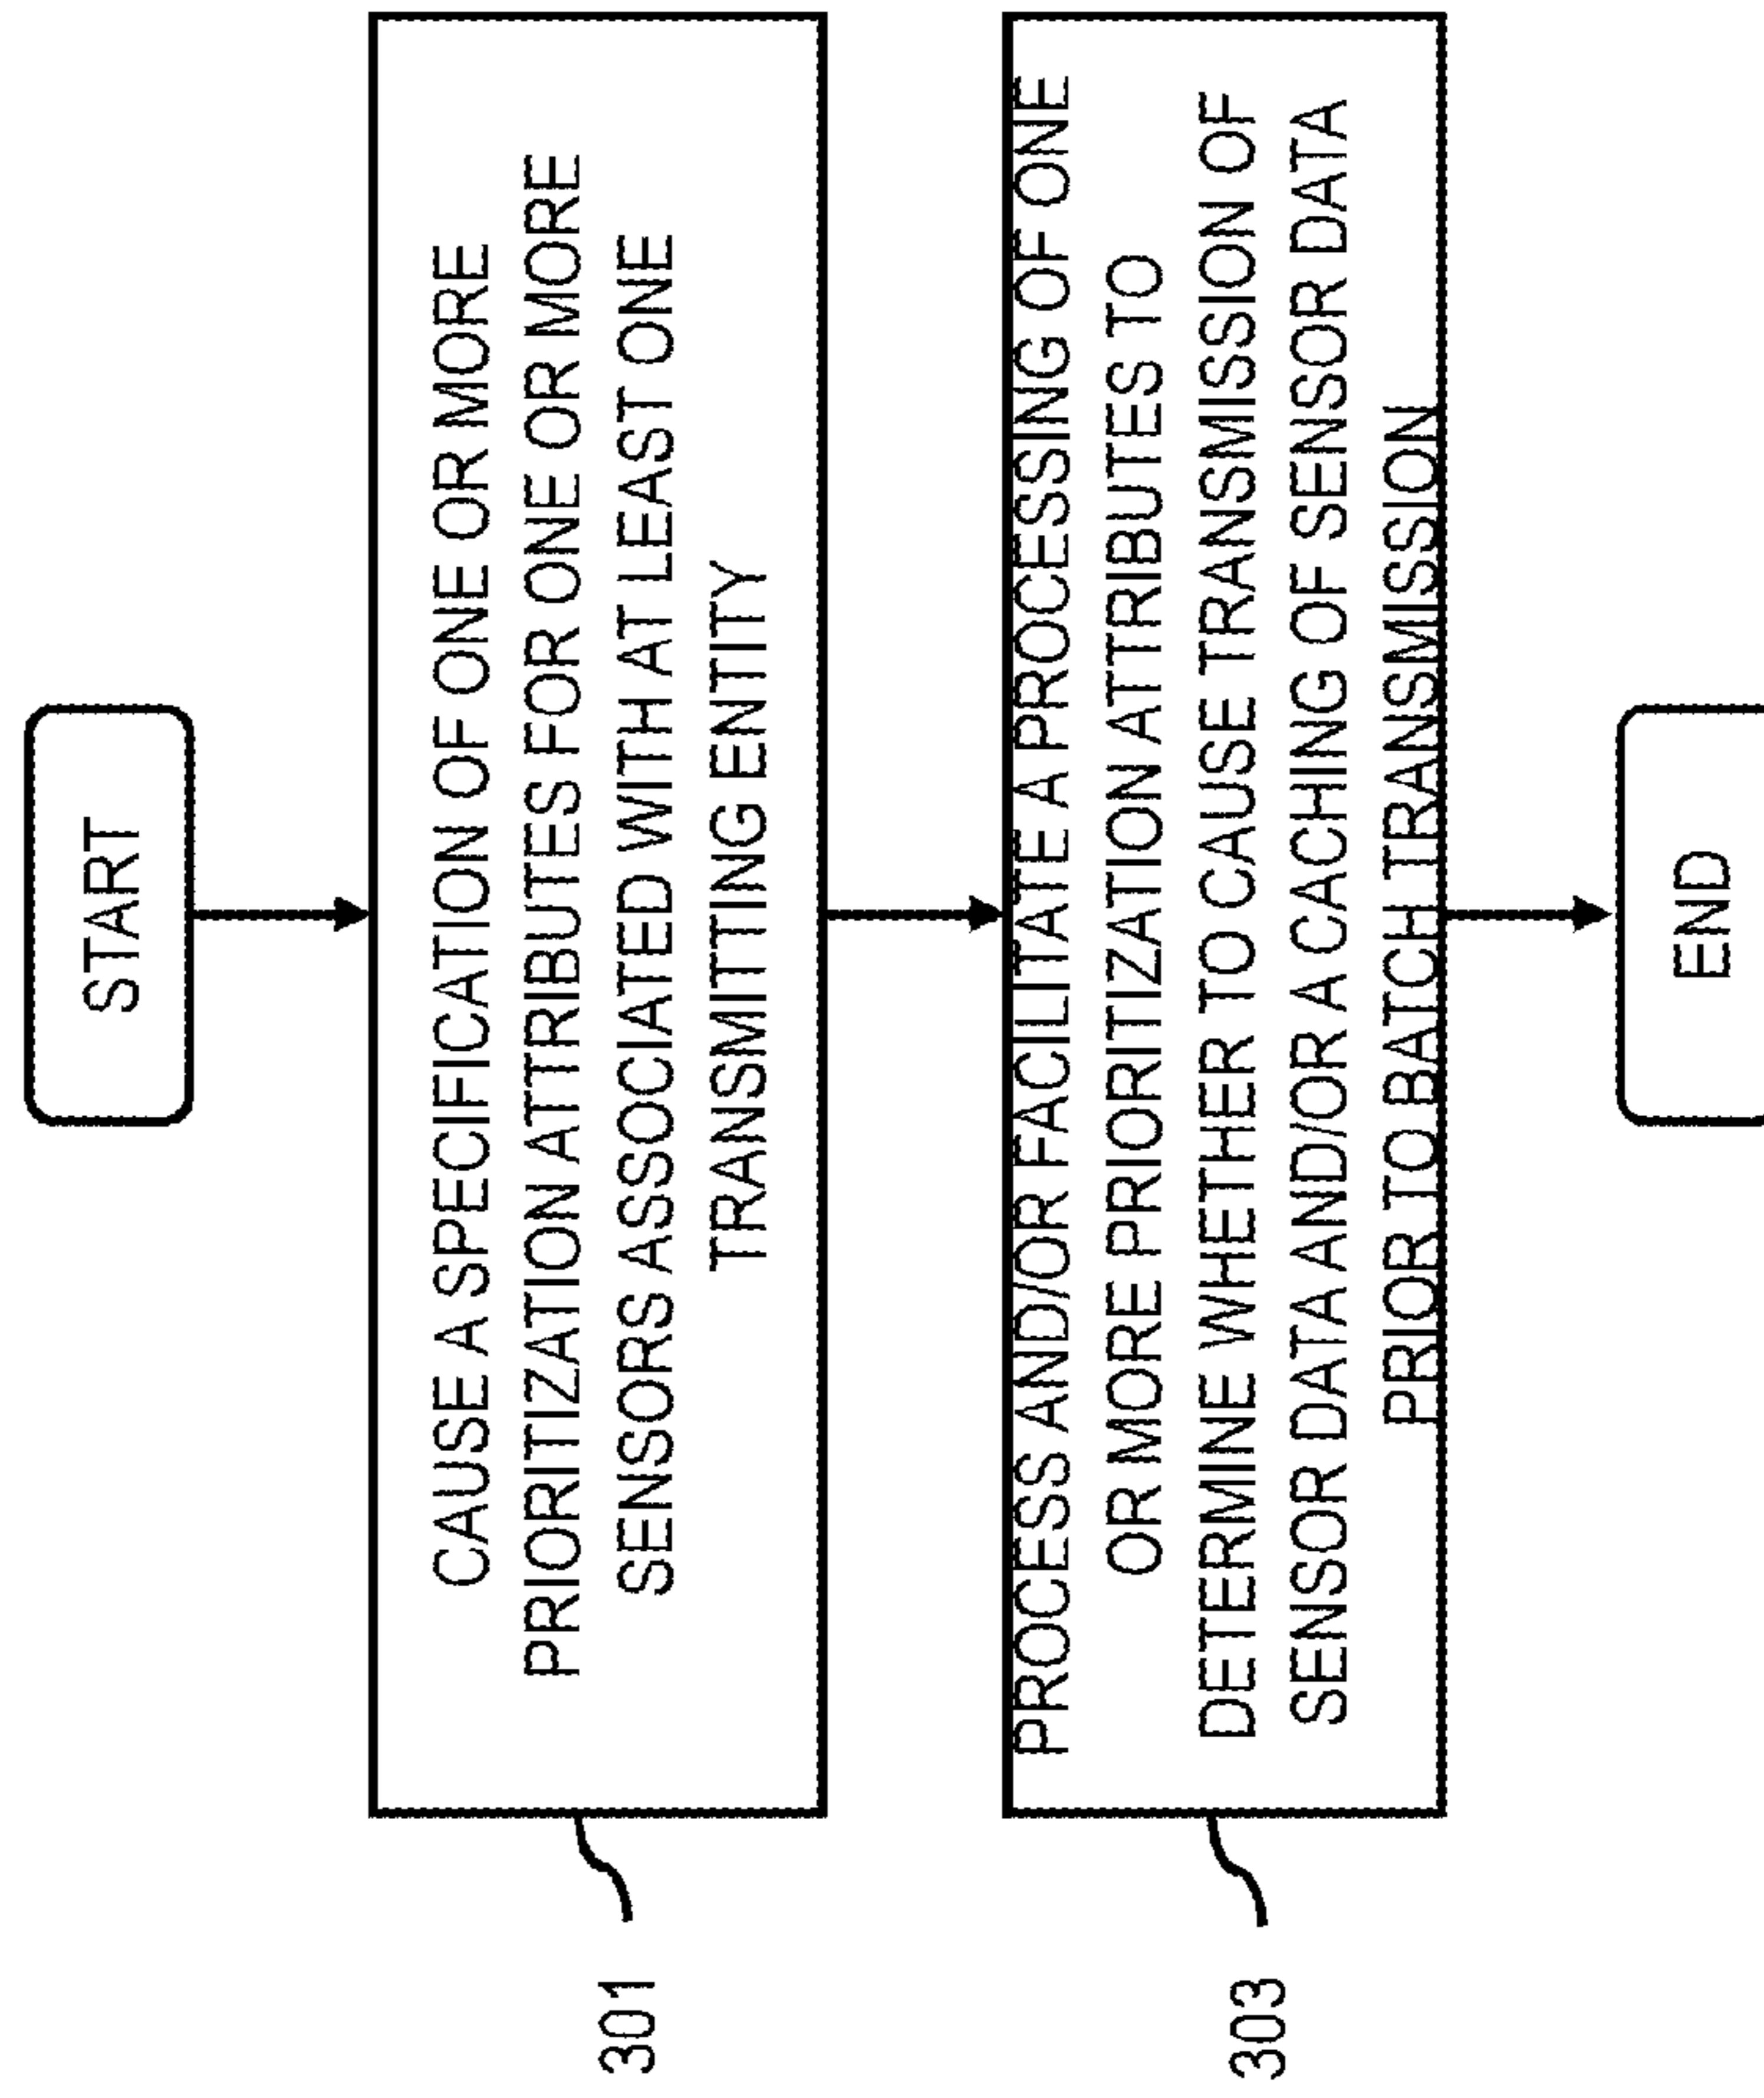 START
CAUSE A SPECIFICATION OF ONE OR MORE
PRIORITIZATION ATTRIBUTES FOR ONE OR MORE
SENSORS ASSOCIATED WITH AT LEAST ONE
TRANSMITTING ENTITY
301
PROCESS AND/OR FACILITATE A PROCESSING OF ONE
OR MORE PRIORITIZATION ATTRIBUTES TO
DETERMINE WHETHER TO CAUSE TRANSMISSION OF
SENSOR DATA AND/OR A CACHING OF SENSOR DATA
PRIOR TO BATCH TRANSMISSION
303
END